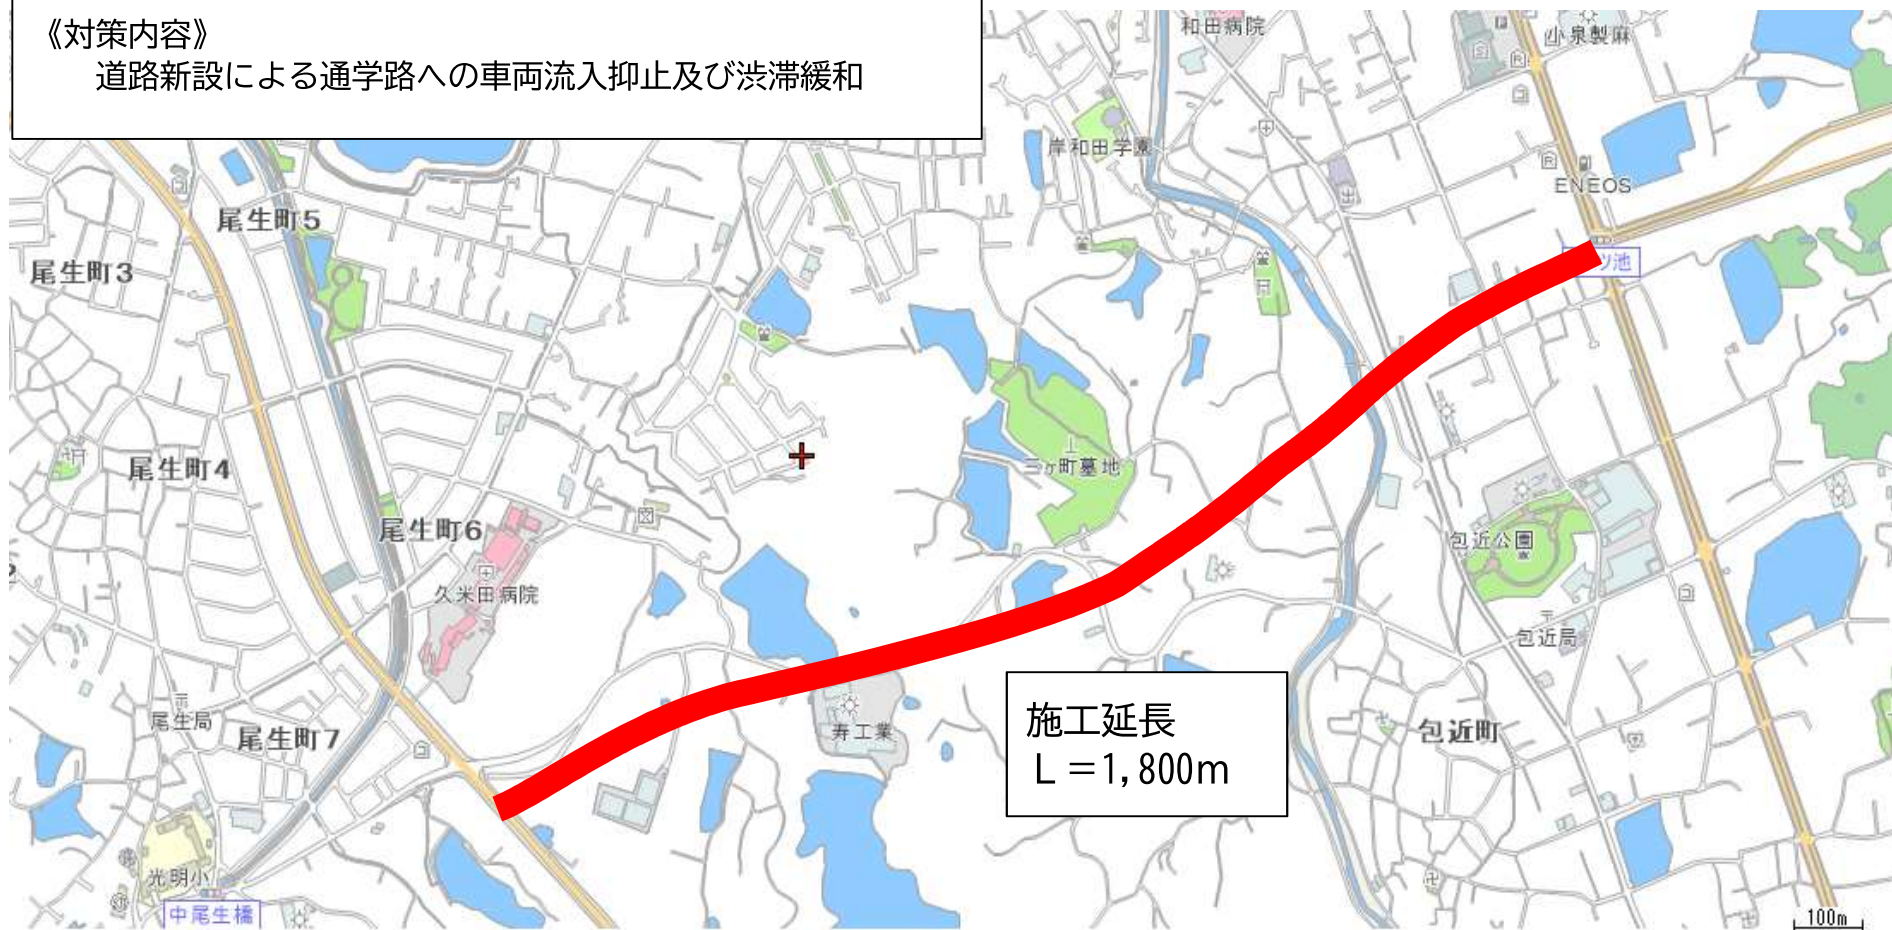 《対策内容》
道路新設による通学路への車両流入抑止及び渋滞緩和
和田病院
小泉製麻
岸和田学園
ENEOS
尾生町5
尾生町3
ツ池
尾生町4
三ヶ町墓地
尾生町6
包近公園
久米田病院
包近局
尾生局
尾生町7
寿工業
包近町
施工延長
L=1,800m
光明小
中尾生橋
100m